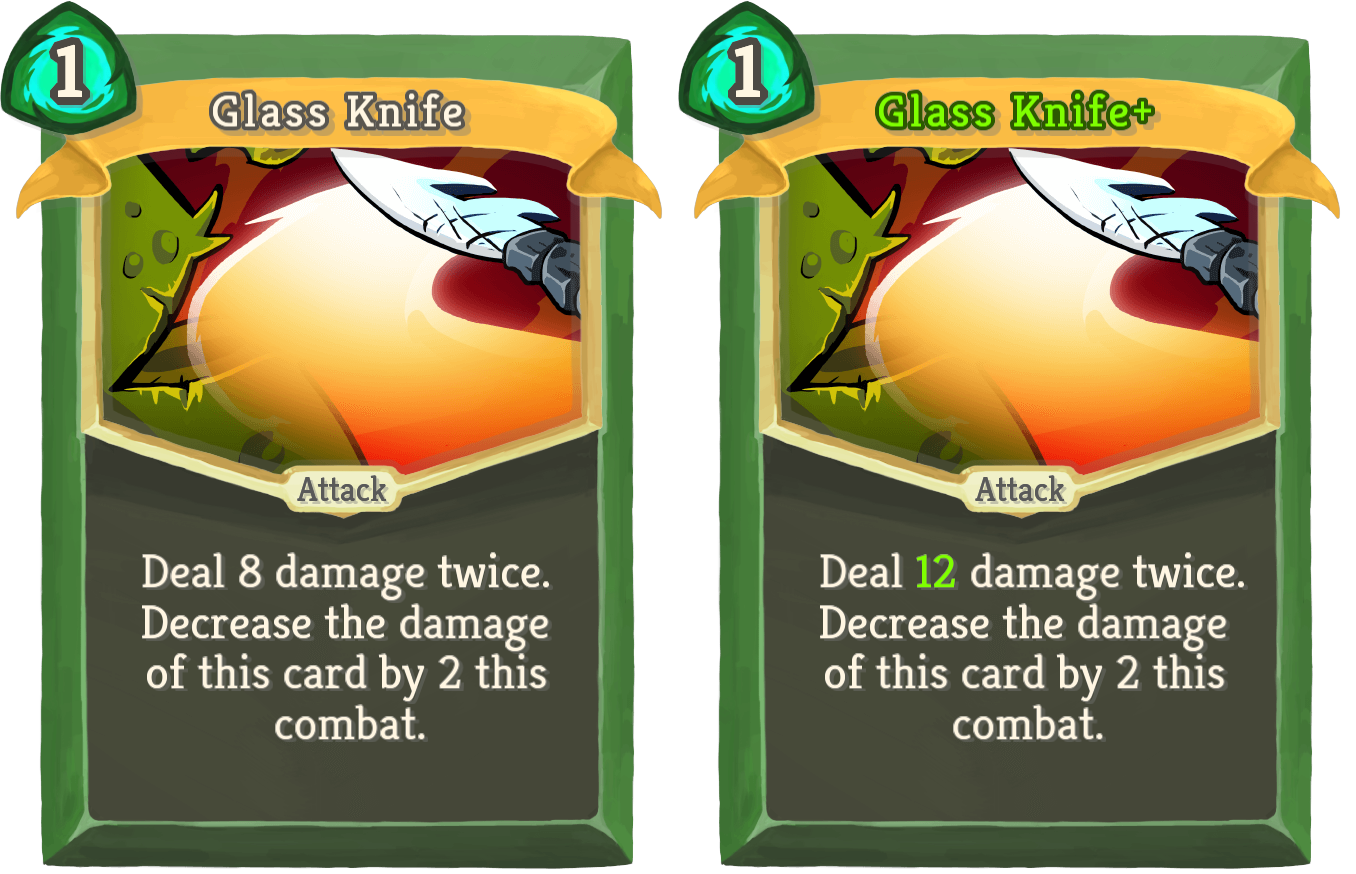 1
Glass Knife
Attack
Deal 8 damage twice.
Decrease the damage
of this card by 2 this
combat.
1
Glass Knife+
Attack
Deal 12 damage twice.
Decrease the damage
of this card by 2 this
combat.